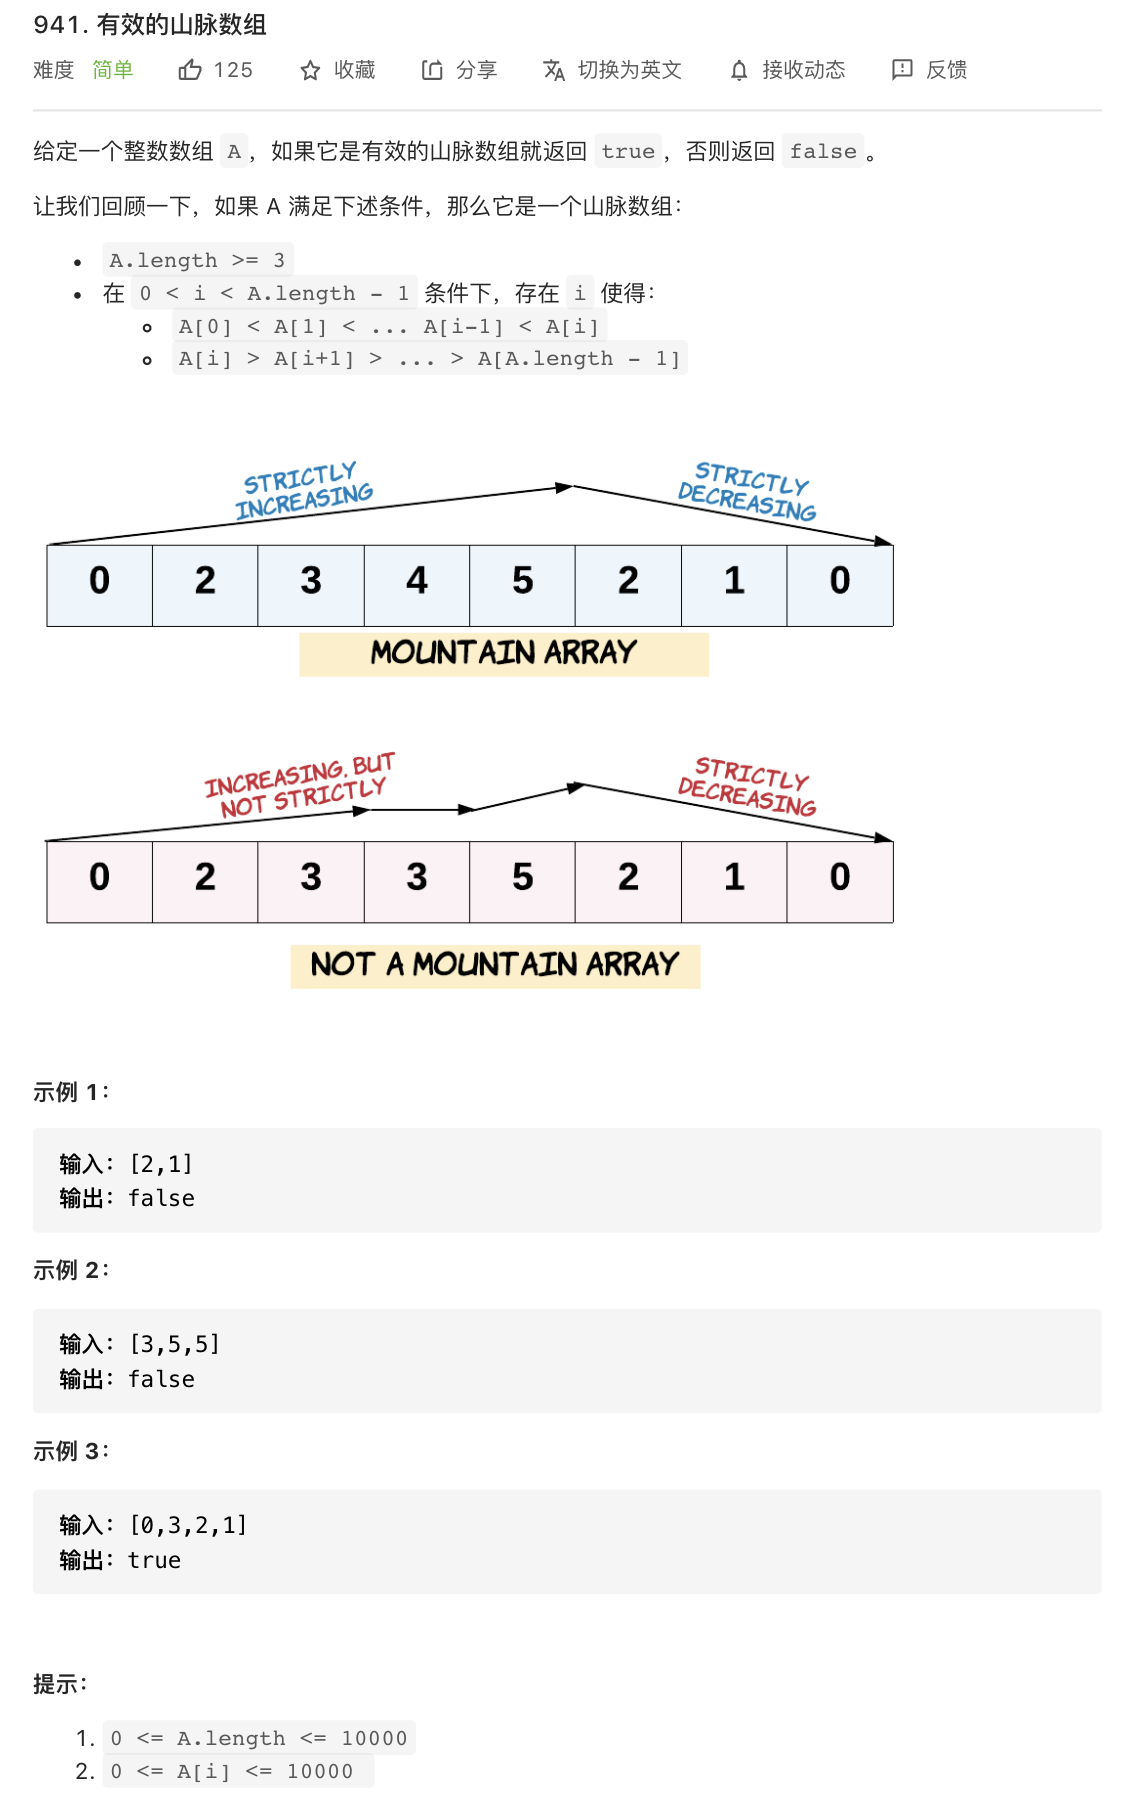 941. 有效的山脉数组
难度 简单 125 收藏 分享 切换为英文 接收动态 反馈
给定一个整数数组 A，如果它是有效的山脉数组就返回 true，否则返回 false。
让我们回顾一下，如果 A 满足下述条件，那么它是一个山脉数组：
A.length >= 3
在 0 < i < A.length - 1 条件下，存在 i 使得：
A[0] < A[1] < ... A[i-1] < A[i]
A[i] > A[i+1] > ... > A[A.length - 1]
STRICTLY
INCREASING
STRICTLY
DECREASING
0 2 3 4 5 2 1 0
MOUNTAIN ARRAY
INCREASING. BUT
NOT STRICTLY
STRICTLY
DECREASING
0 2 3 3 5 2 1 0
NOT A MOUNTAIN ARRAY
示例 1：
输入：[2,1]
输出：false
示例 2：
输入：[3,5,5]
输出：false
示例 3：
输入：[0,3,2,1]
输出：true
提示：
1. 0 <= A.length <= 10000
2. 0 <= A[i] <= 10000